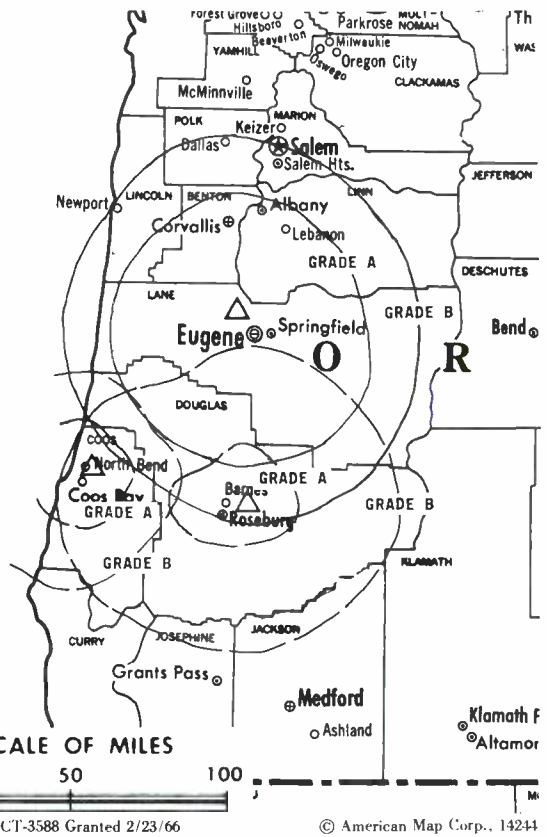 Forest Grove
Hillsboro
Beaverton
Parkrose
MULT-
NOMAH
Th
YAMHILL
Milwaukie
Oswego
Oregon City
WAS
McMinnville
CLACKAMAS
POLK
MARION
Keizer
Dallas
Salem
Salem Hts.
JEFFERSON
Newport
LINCOLN
BENTON
LINN
Albany
Corvallis
Lebanon
GRADE A
DESCHUTES
LANE
GRADE B
Eugene
Springfield
Bend
O R
DOUGLAS
COOS
North Bend
GRADE A
Coos Bay
Barnes
GRADE A
Roseburg
GRADE B
GRADE B
KLAMATH
CURRY
JOSEPHINE
JACKSON
Grants Pass
Medford
Klamath F
Ashland
Altamon
CALE OF MILES
50 100
CT-3588 Granted 2/23/66
© American Map Corp., 14244